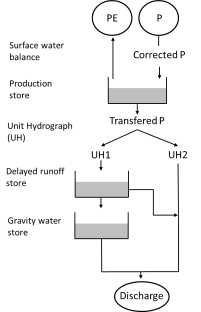 PE
P
Surface water
balance
Corrected P
Production
store
Transfered P
Unit Hydrograph
(UH)
UH1
UH2
Delayed runoff
store
Gravity water
store
Discharge